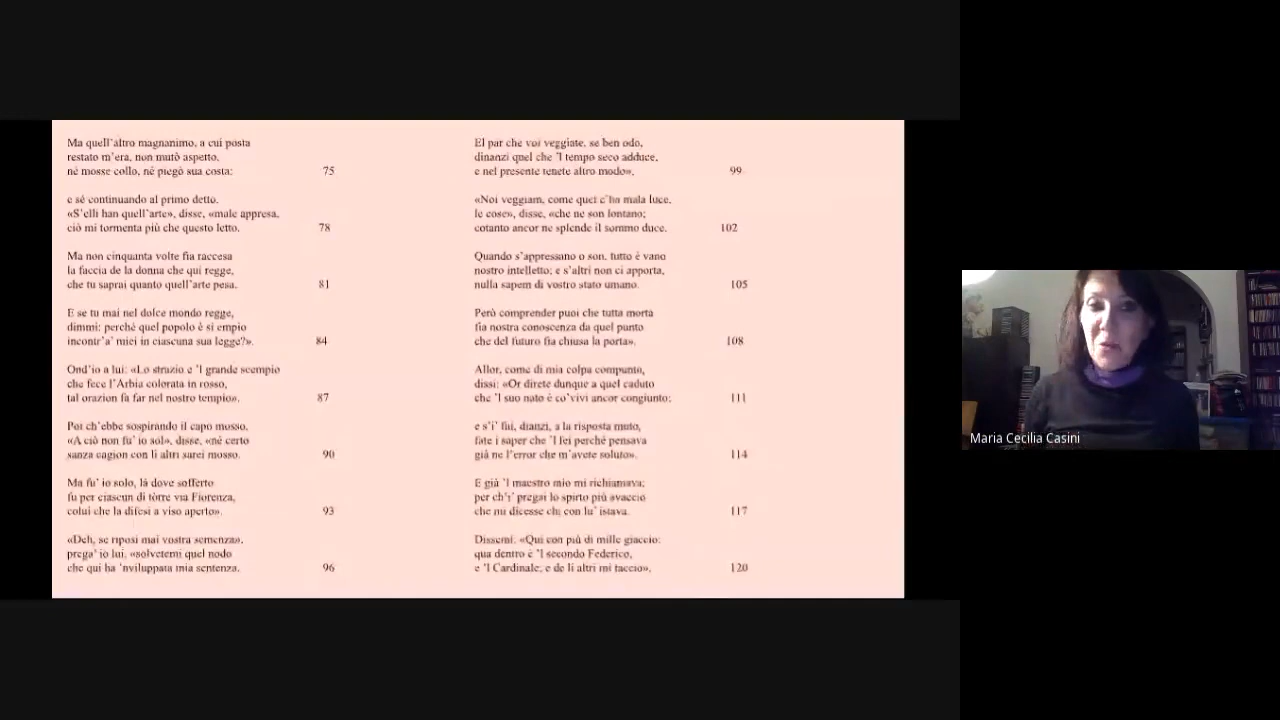 Ma quell'altro magnanimo, a cui posta
restato m'era, non mutò aspetto,
né mosse collo, né piegò sua costa:
75
e sé continuando al primo detto.
«S'elli han quell'arte», disse, «male appresa,
ciò mi tormenta più che questo letto.
78
Ma non cinquanta volte fia raccesa
la faccia de la donna che qui regge,
che tu saprai quanto quell'arte pesa.
81
E se tu mai nel dolce mondo regge,
dimmi: perché quel popolo è sì empio
incontr'a' miei in ciascuna sua legge?».
84
Ond'io a lui: «Lo strazio e 'l grande scempio
che fece l'Arbia colorata in rosso,
tal orazion fa far nel nostro tempio».
87
Poi ch'ebbe sospirando il capo mosso,
«A ciò non fu' io sol», disse, «né certo
sanza cagion con li altri sarei mosso.
90
Ma fu' io solo, là dove sofferto
fu per ciascun di tòrre via Fiorenza,
colui che la difesi a viso aperto».
93
«Deh, se riposi mai vostra semenza»,
prega' io lui, «solvetemi quel nodo
che qui ha 'nviluppata mia sentenza.
96
El par che voi veggiate, se ben odo,
dinanzi quel che 'l tempo seco adduce,
e nel presente tenete altro modo».
99
«Noi veggiam, come quei c'ha mala luce,
le cose», disse, «che ne son lontano;
cotanto ancor ne splende il sommo duce.
102
Quando s'appressano o son, tutto è vano
nostro intelletto; e s'altri non ci apporta,
nulla sapem di vostro stato umano.
105
Però comprender puoi che tutta morta
fia nostra conoscenza da quel punto
che del futuro fia chiusa la porta».
108
Allor, come di mia colpa compunto,
dissi: «Or direte dunque a quel caduto
che 'l suo nato è co'vivi ancor congiunto;
111
e s'i' fui, dianzi, a la risposta muto,
fate i saper che 'l fei perché pensava
già ne l'error che m'avete soluto».
114
E già 'l maestro mio mi richiamava;
per ch'i' pregai lo spirto più avaccio
che mi dicesse chi con lu' istava.
117
Dissemi: «Qui con più di mille giaccio:
qua dentro è 'l secondo Federico,
e 'l Cardinale; e de li altri mi taccio».
120
Maria Cecilia Casini